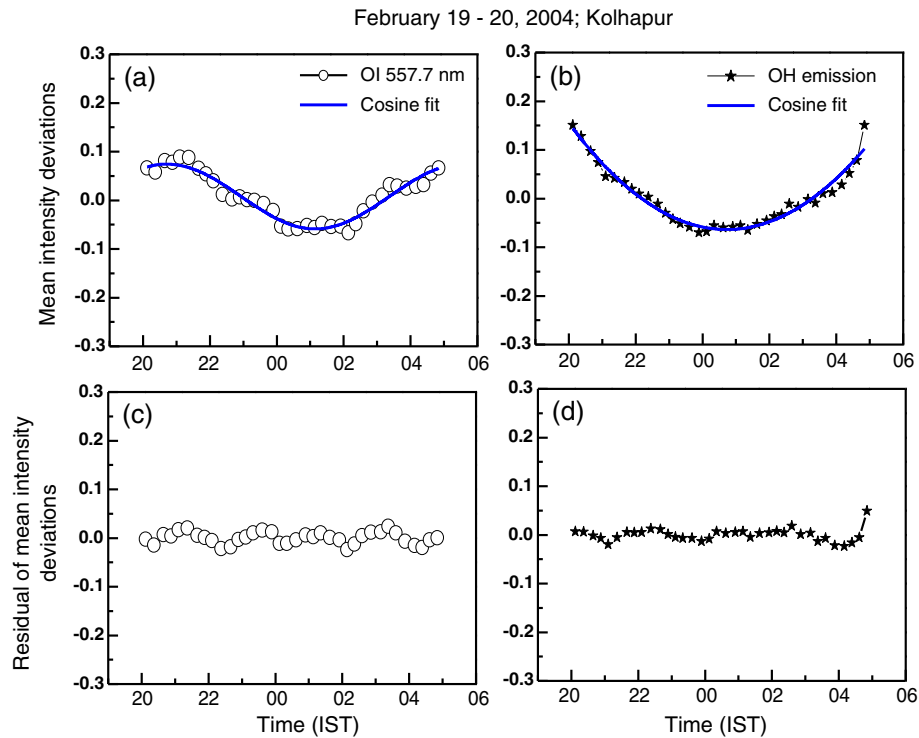 February 19 - 20, 2004; Kolhapur
Mean intensity deviations
0.3
0.2
0.1
0.0
-0.1
-0.2
-0.3
(a)
OI 557.7 nm
Cosine fit
20 22 00 02 04 06
0.3
0.2
0.1
0.0
-0.1
-0.2
-0.3
(b)
OH emission
Cosine fit
20 22 00 02 04 06
Residual of mean intensity
deviations
0.3
0.2
0.1
0.0
-0.1
-0.2
-0.3
(c)
20 22 00 02 04 06
Time (IST)
0.3
0.2
0.1
0.0
-0.1
-0.2
-0.3
(d)
20 22 00 02 04 06
Time (IST)